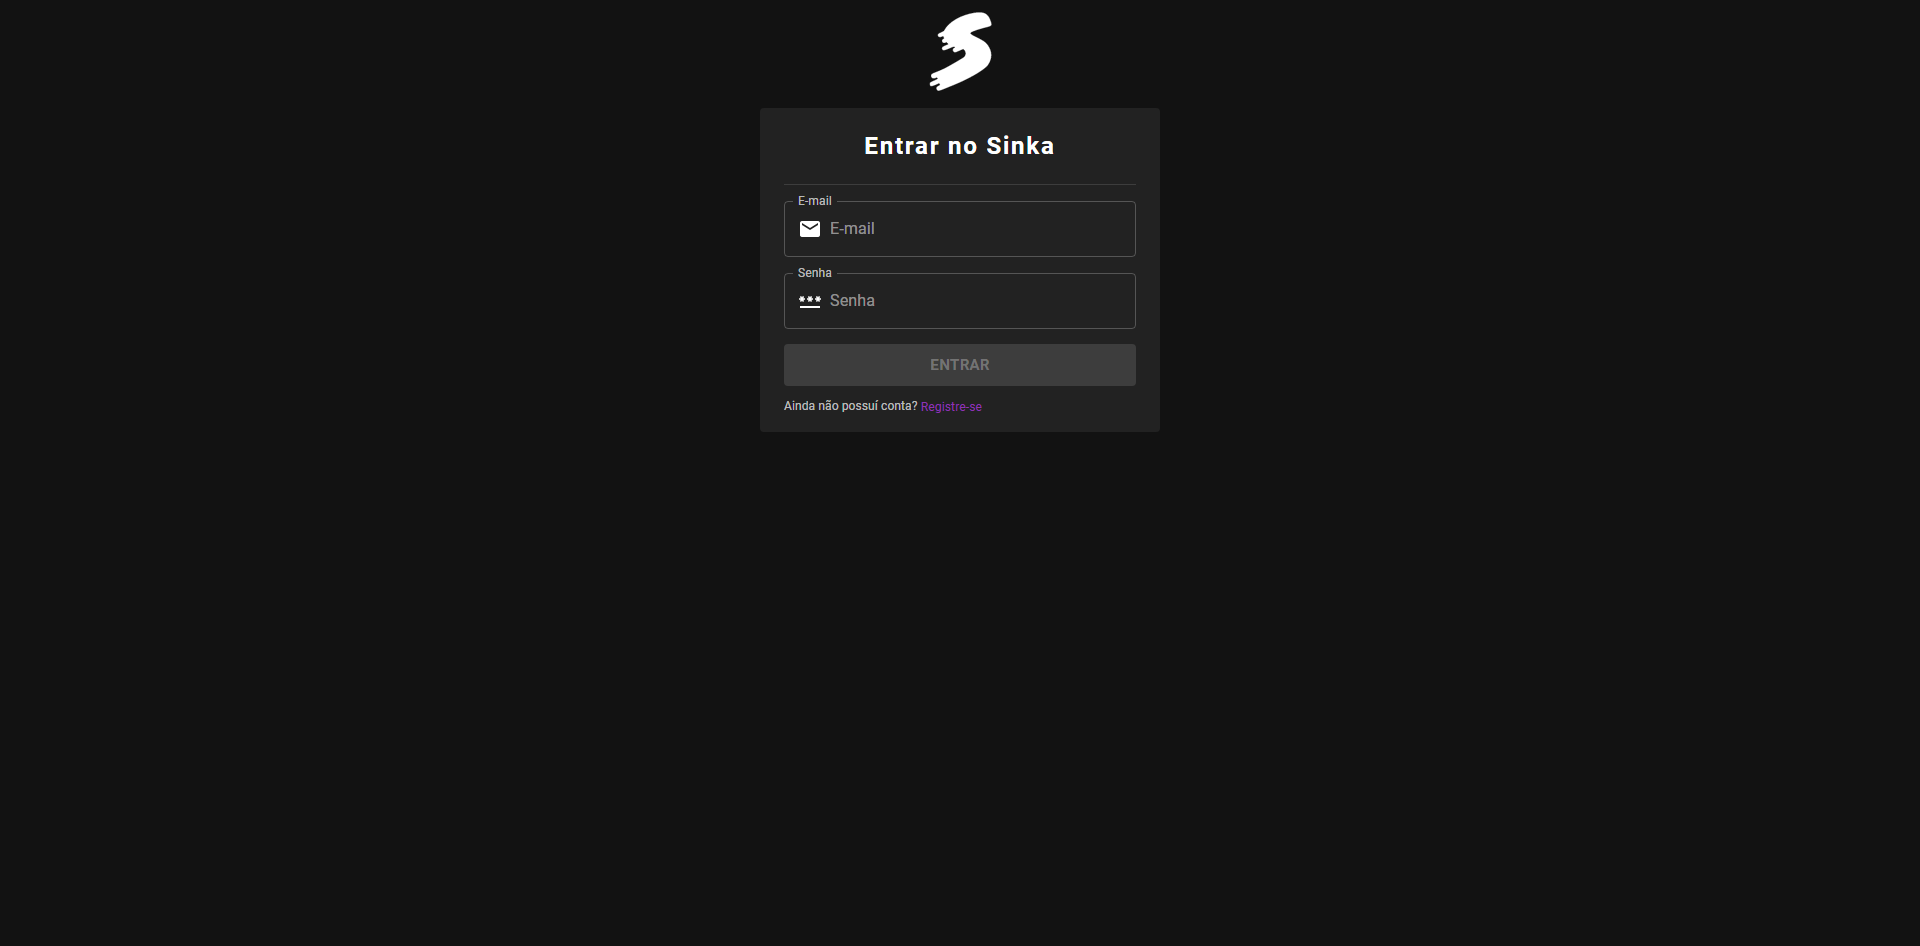 Entrar no Sinka
E-mail
E-mail
Senha
Senha
ENTRAR
Ainda não possuí conta? Registre-se